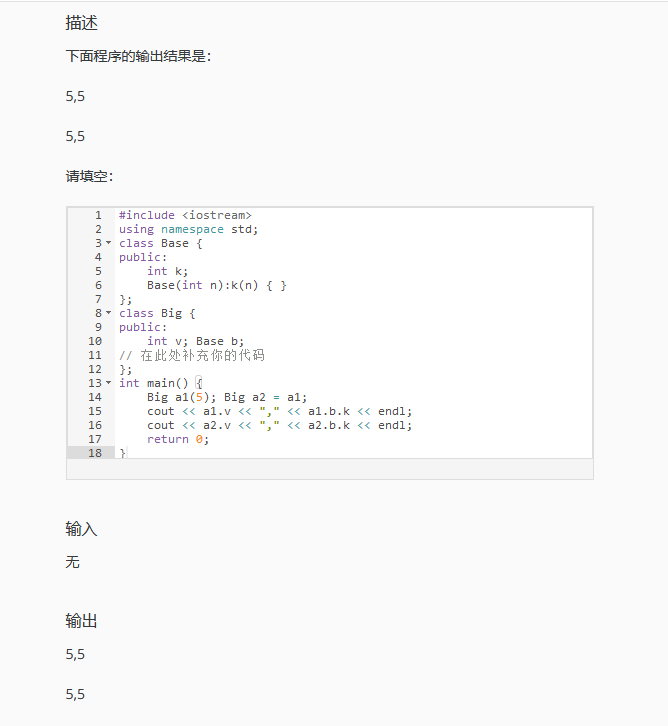 描述
下面程序的输出结果是:
5,5
5,5
请填空:
1 #include <iostream>
2 using namespace std;
3 class Base {
4 public:
5     int k;
6     Base(int n):k(n) { }
7 };
8 class Big {
9 public:
10     int v; Base b;
11 // 在此处补充你的代码
12 };
13 int main() {
14     Big a1(5); Big a2 = a1;
15     cout << a1.v << "," << a1.b.k << endl;
16     cout << a2.v << "," << a2.b.k << endl;
17     return 0;
18 }
输入
无
输出
5,5
5,5